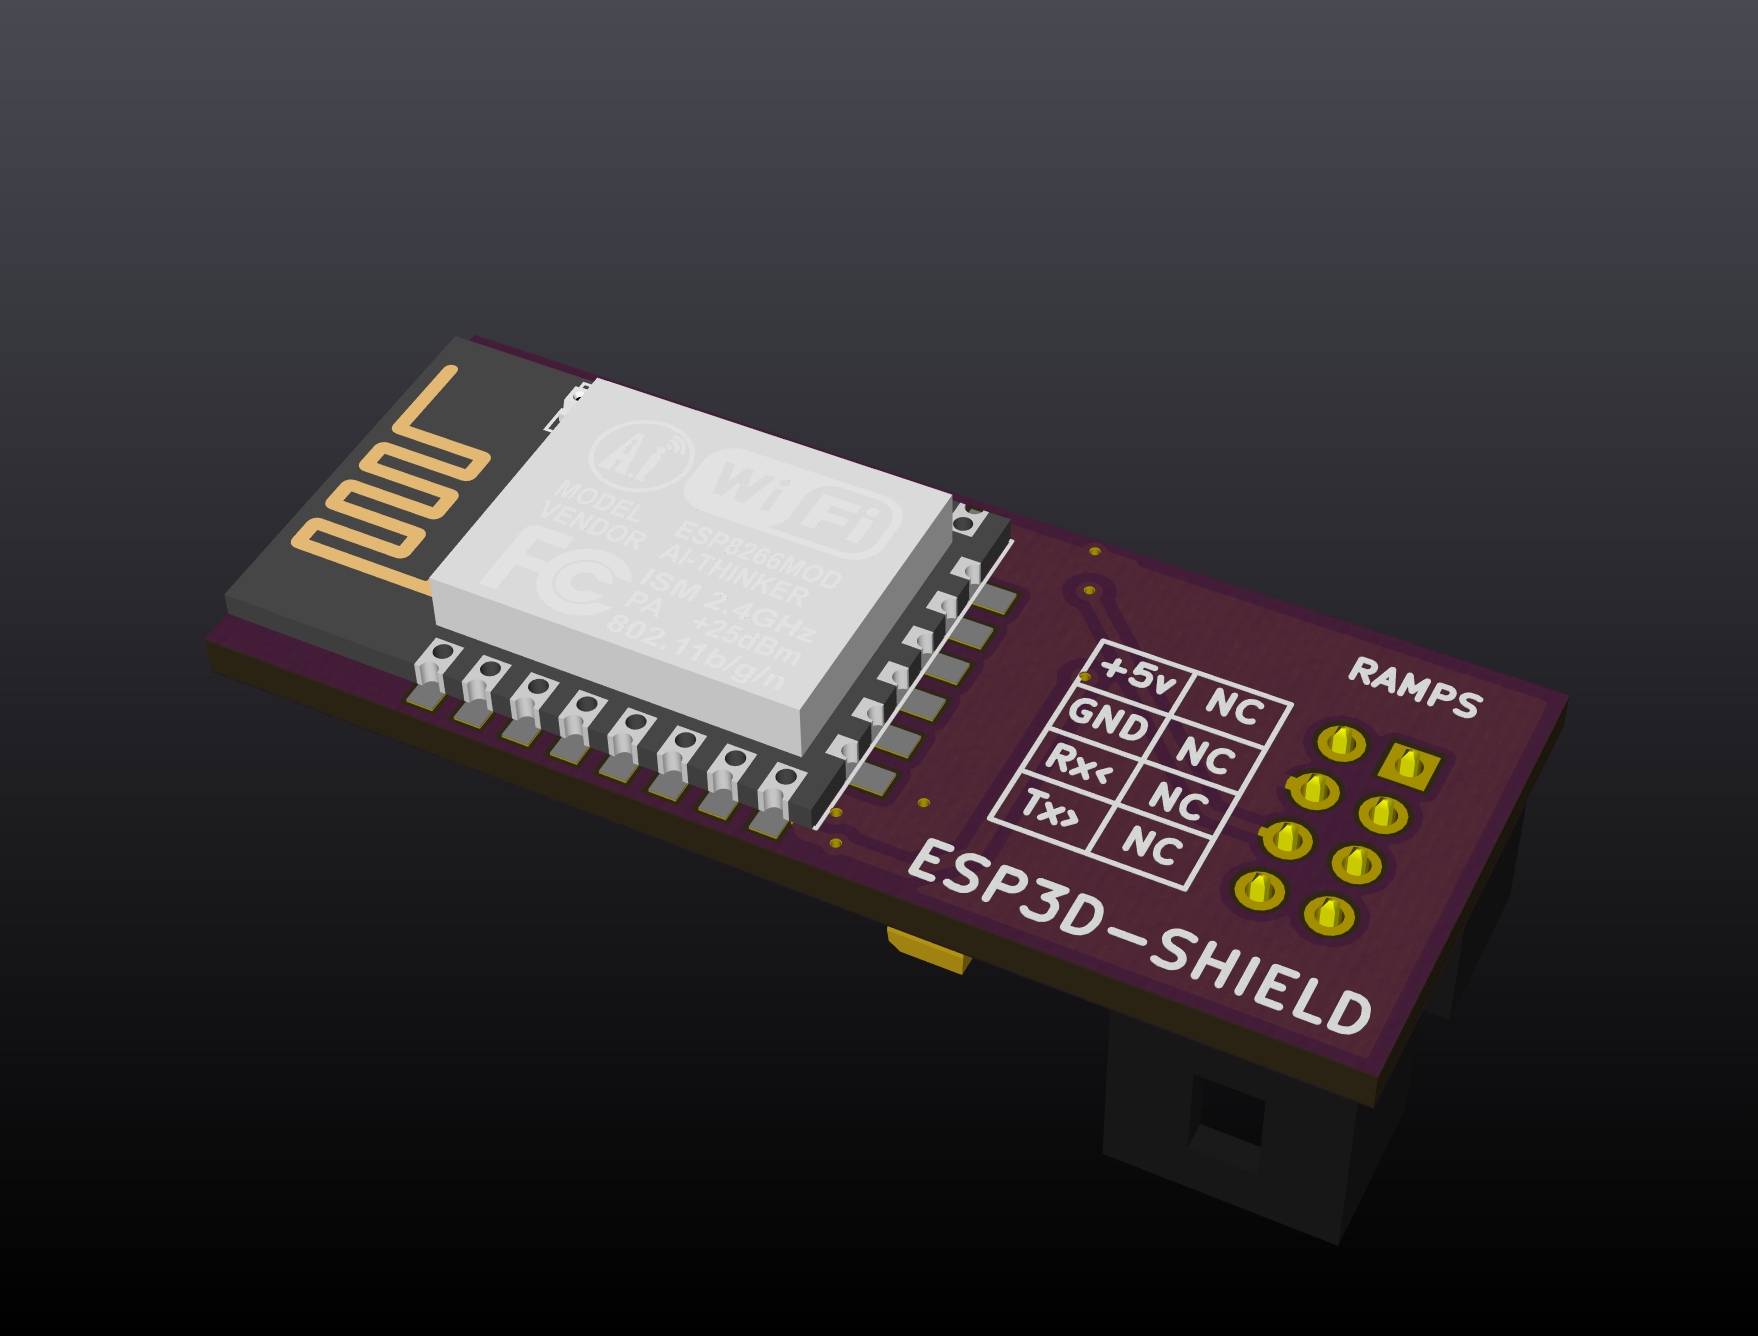 Ai WiFi
MODEL ESP8266MOD
VENDOR AI-THINKER
FC ISM 2.4GHz
PA +25dBm
802.11b/g/n
RAMPS
+5v NC
GND NC
Rx< NC
Tx> NC
ESP3D-SHIELD